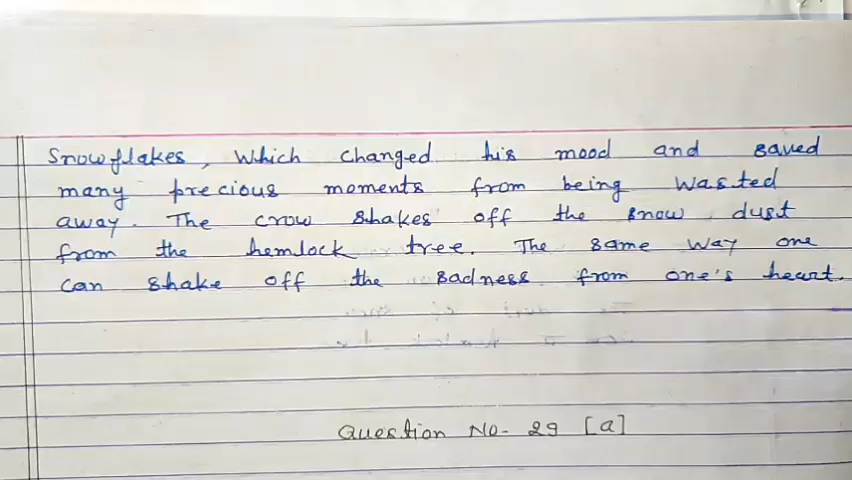 Snowflakes, which changed his mood and saved
many precious moments from being wasted
away. The crow shakes off the snow dust
from the hemlock tree. The same way one
can shake off the sadness from one's heart.
Question No- 29 [a]